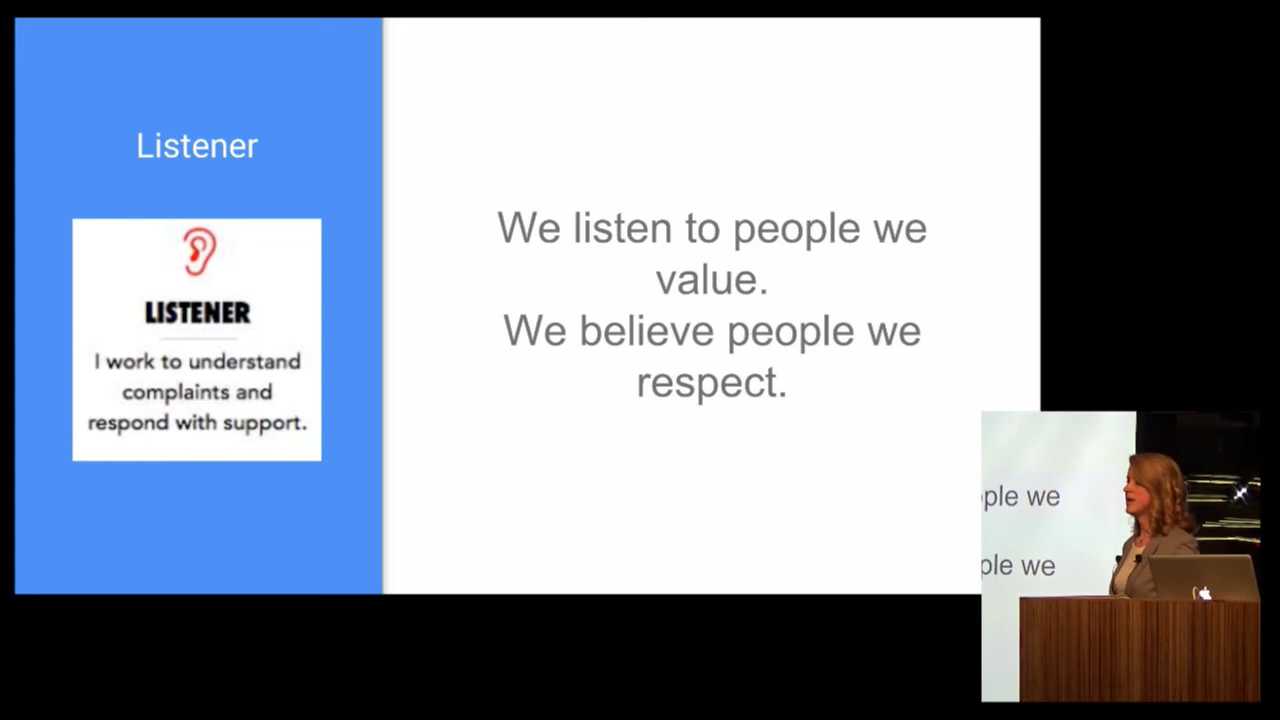 Listener
LISTENER
I work to understand
complaints and
respond with support.
We listen to people we
value.
We believe people we
respect.
ople we
ple we